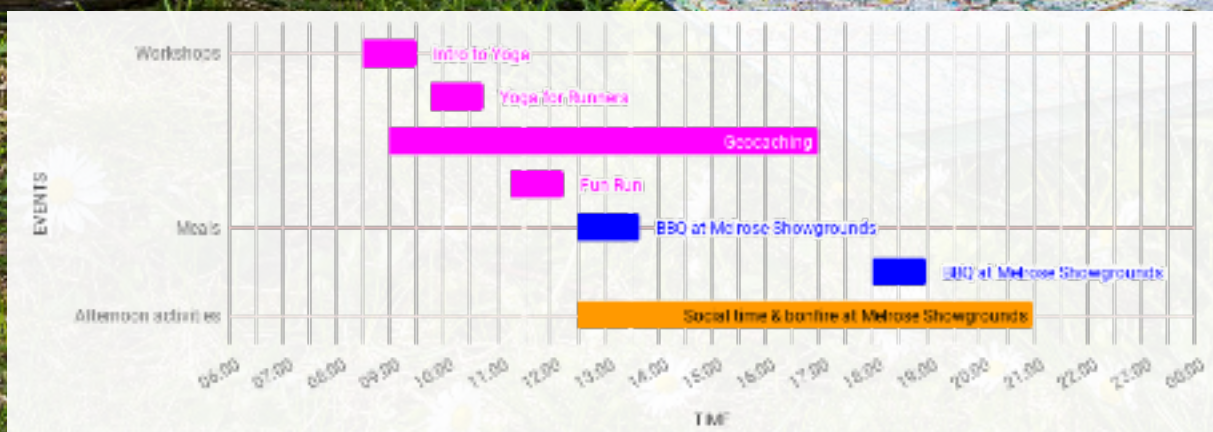 Workshops
Intro to Yoga
Yoga for Runners
Geocaching
Fun Run
EVENTS
Meals
BBQ at Melrose Showgrounds
BBQ at Melrose Showgrounds
Afternoon activities
Social time & bonfire at Melrose Showgrounds
06:00 07:00 08:00 09:00 10:00 11:00 12:00 13:00 14:00 15:00 16:00 17:00 18:00 19:00 20:00 21:00 22:00 23:00 00:00
TIME